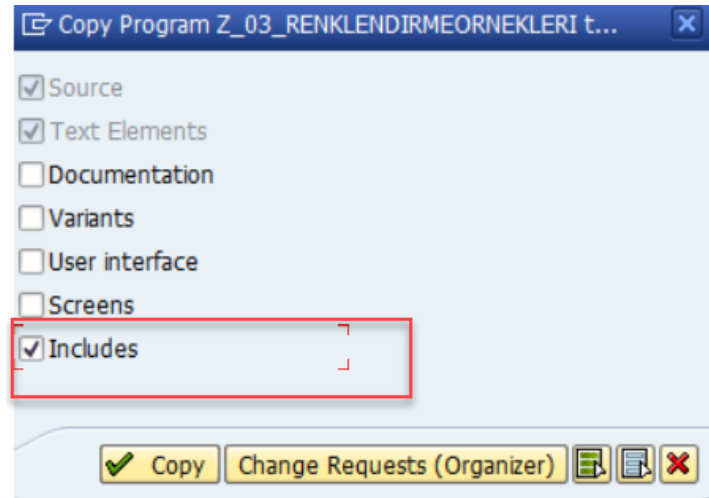 Copy Program Z_03_RENKLENDIRMEORNEKLERI t...
Source
Text Elements
Documentation
Variants
User interface
Screens
Includes
Copy Change Requests (Organizer)